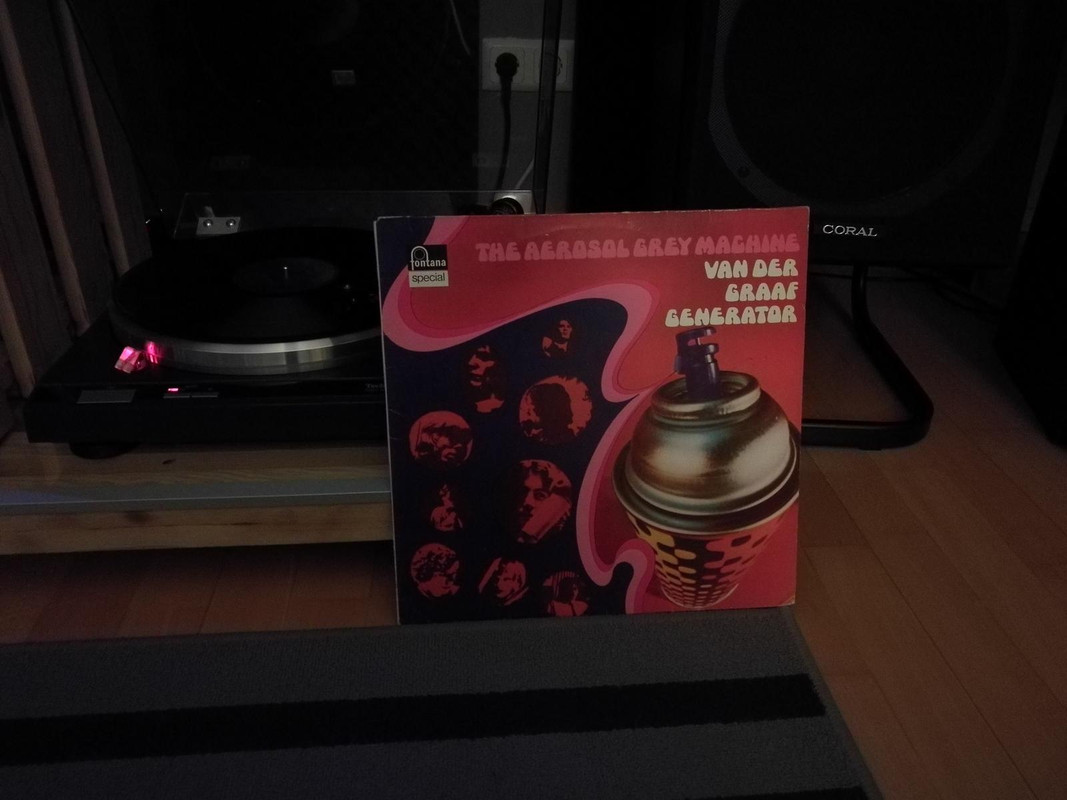 fontana
special
THE AEROSOL GREY MACHINE
VAN DER
GRAAF
GENERATOR
CORAL